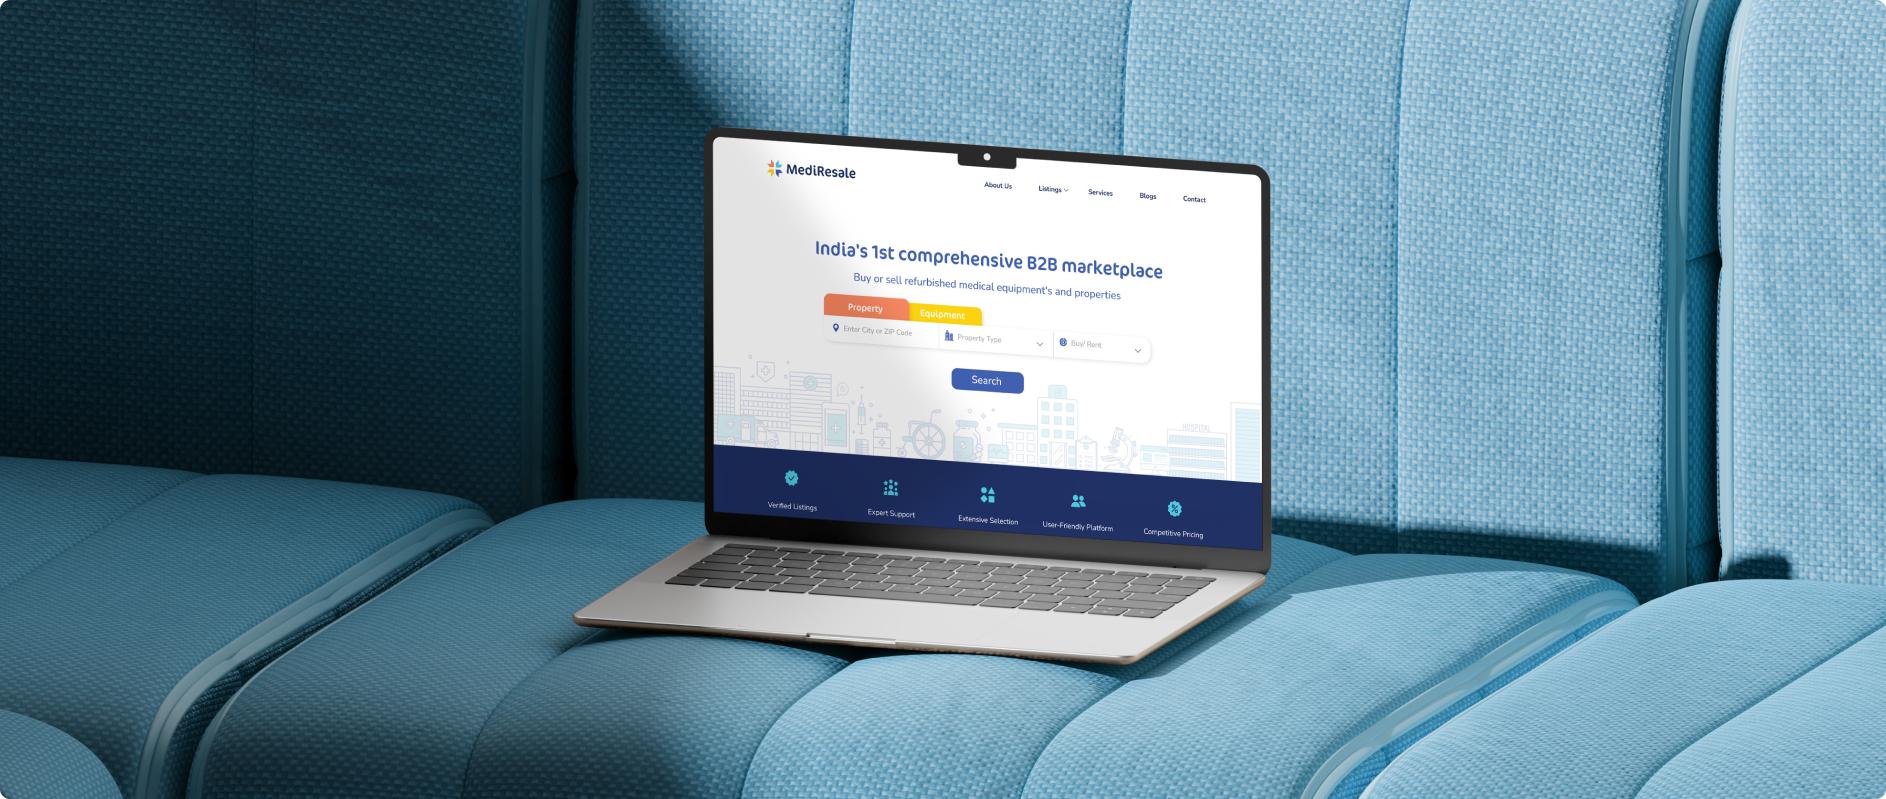 MediResale
About Us
Listings
Services
Blogs
Contact
India's 1st comprehensive B2B marketplace
Buy or sell refurbished medical equipment's and properties
Property
Equipment
Enter City or ZIP Code
Property Type
Buy/ Rent
Search
HOSPITAL
Verified Listings
Expert Support
Extensive Selection
User-Friendly Platform
Competitive Pricing